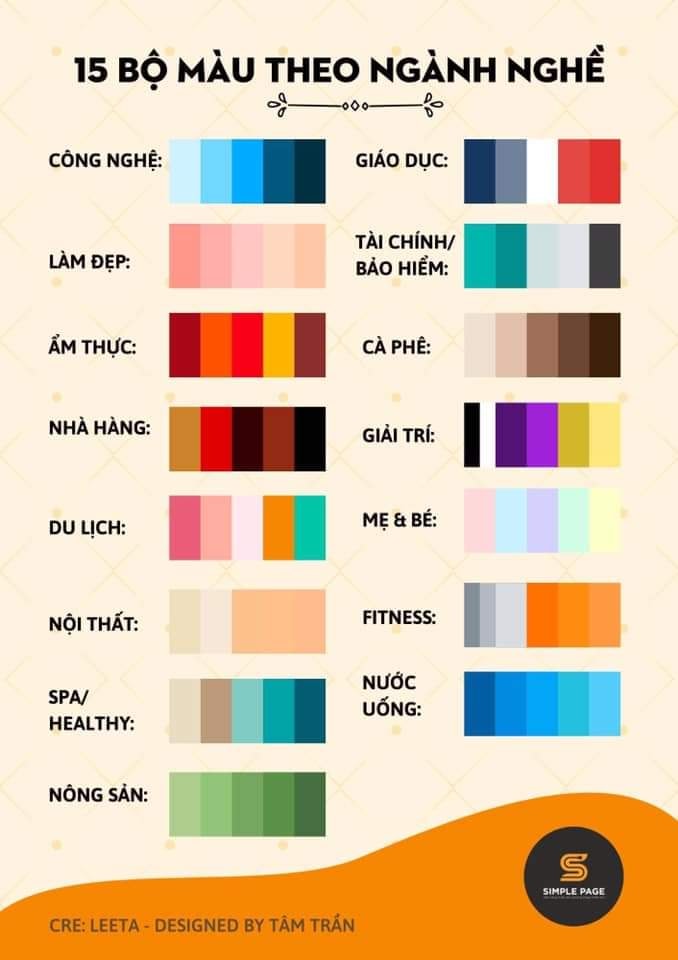 15 BỘ MÀU THEO NGÀNH NGHỀ
CÔNG NGHỆ:
GIÁO DỤC:
LÀM ĐẸP:
TÀI CHÍNH/
BẢO HIỂM:
ẨM THỰC:
CÀ PHÊ:
NHÀ HÀNG:
GIẢI TRÍ:
DU LỊCH:
MẸ & BÉ:
NỘI THẤT:
FITNESS:
SPA/
HEALTHY:
NƯỚC
UỐNG:
NÔNG SẢN:
SIMPLE PAGE
CRE: LEETA - DESIGNED BY TÂM TRẦN